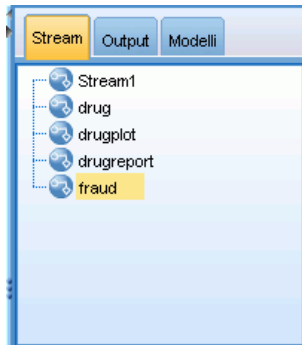 Stream Output Modelli
Stream1
drug
drugplot
drugreport
fraud